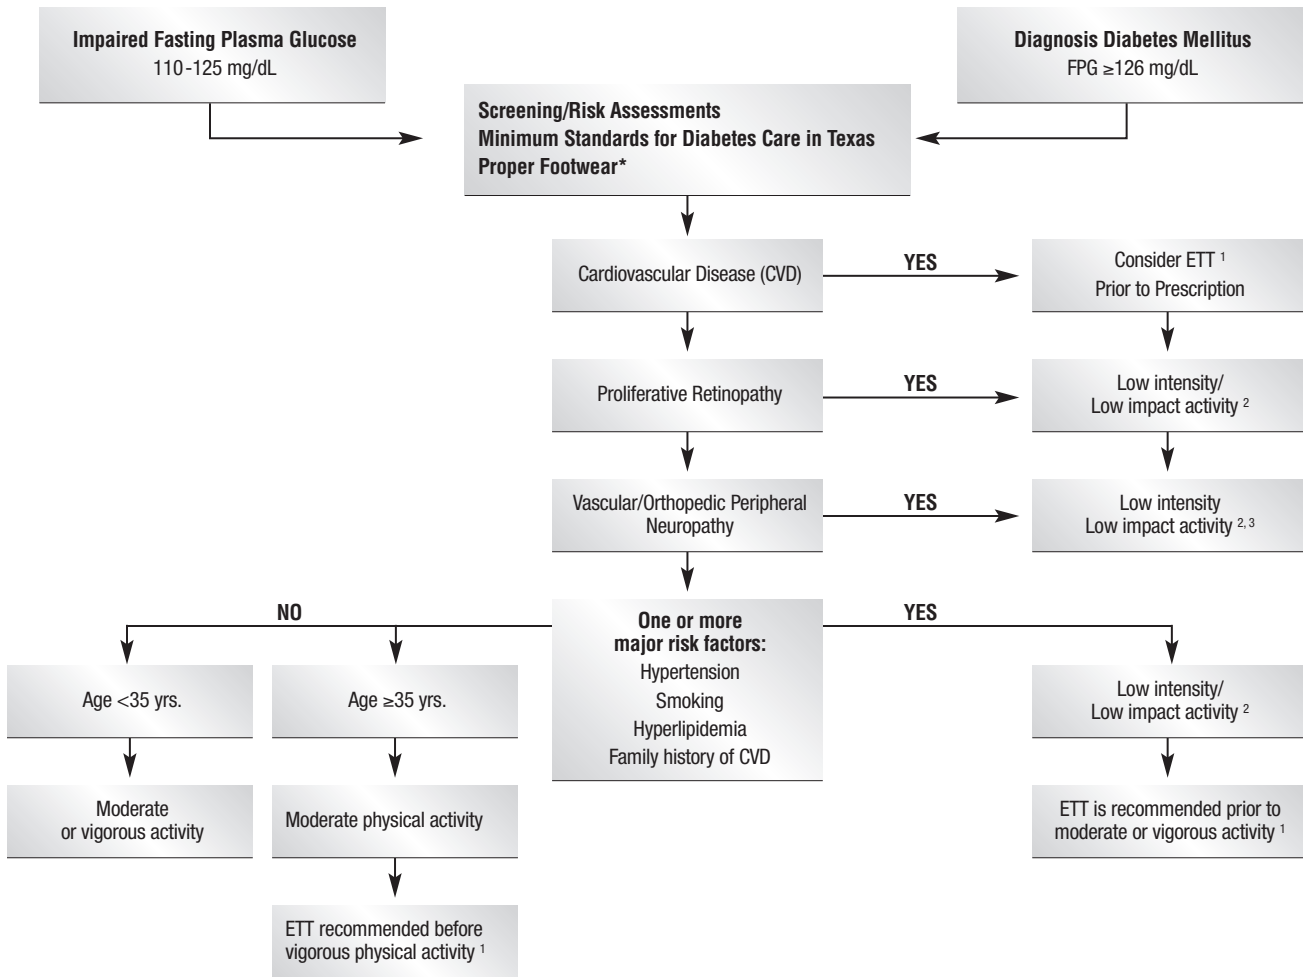 Impaired Fasting Plasma Glucose
110-125 mg/dL
Diagnosis Diabetes Mellitus
FPG ≥126 mg/dL
Screening/Risk Assessments
Minimum Standards for Diabetes Care in Texas
Proper Footwear*
Cardiovascular Disease (CVD)
YES
Consider ETT 1
Prior to Prescription
Proliferative Retinopathy
YES
Low intensity/
Low impact activity 2
Vascular/Orthopedic Peripheral
Neuropathy
YES
Low intensity
Low impact activity 2, 3
NO
One or more
major risk factors:
Hypertension
Smoking
Hyperlipidemia
Family history of CVD
YES
Age <35 yrs.
Age ≥35 yrs.
Low intensity/
Low impact activity 2
Moderate
or vigorous activity
Moderate physical activity
ETT is recommended prior to
moderate or vigorous activity 1
ETT recommended before
vigorous physical activity 1